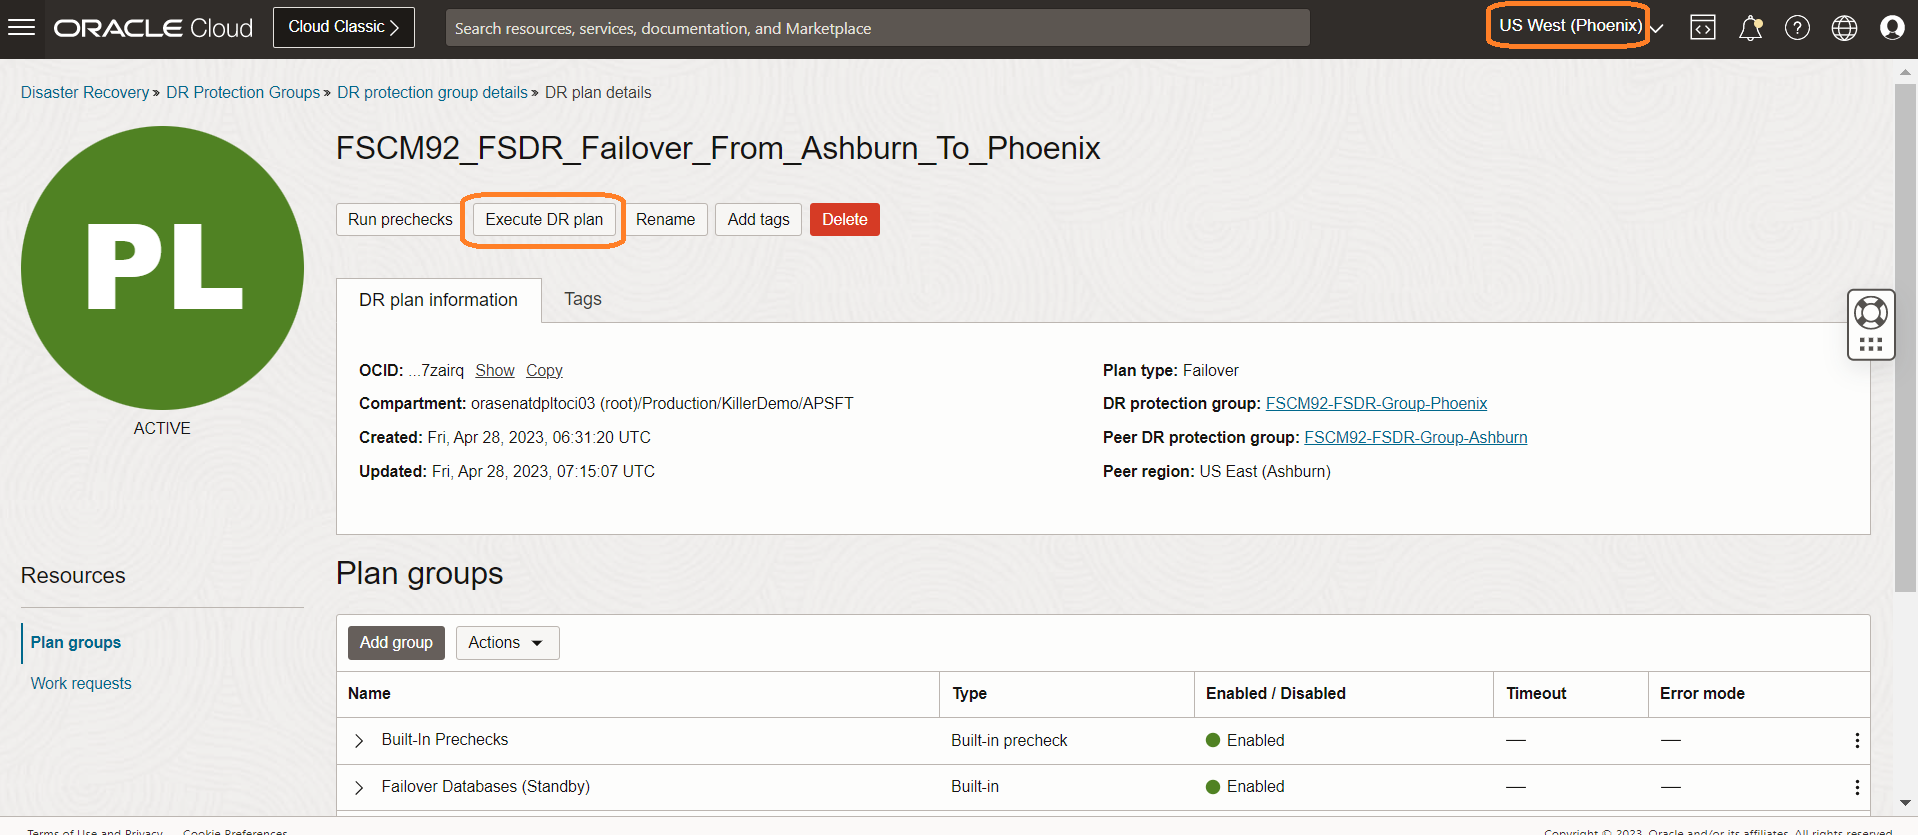 ORACLE Cloud Cloud Classic Search resources, services, documentation, and Marketplace US West (Phoenix)
Disaster Recovery » DR Protection Groups » DR protection group details » DR plan details
FSCM92_FSDR_Failover_From_Ashburn_To_Phoenix
PL
ACTIVE
Run prechecks Execute DR plan Rename Add tags Delete
DR plan information Tags
OCID: ...7zairq Show Copy
Compartment: orasenatdpltoci03 (root)/Production/KillerDemo/APSFT
Created: Fri, Apr 28, 2023, 06:31:20 UTC
Updated: Fri, Apr 28, 2023, 07:15:07 UTC
Plan type: Failover
DR protection group: FSCM92-FSDR-Group-Phoenix
Peer DR protection group: FSCM92-FSDR-Group-Ashburn
Peer region: US East (Ashburn)
Resources
Plan groups
Work requests
Plan groups
Add group Actions
Name Type Enabled / Disabled Timeout Error mode
Built-In Prechecks Built-in precheck Enabled — —
Failover Databases (Standby) Built-in Enabled — —
Terms of Use and Privacy Cookie Preferences Copyright © 2023, Oracle and/or its affiliates. All rights reserved.